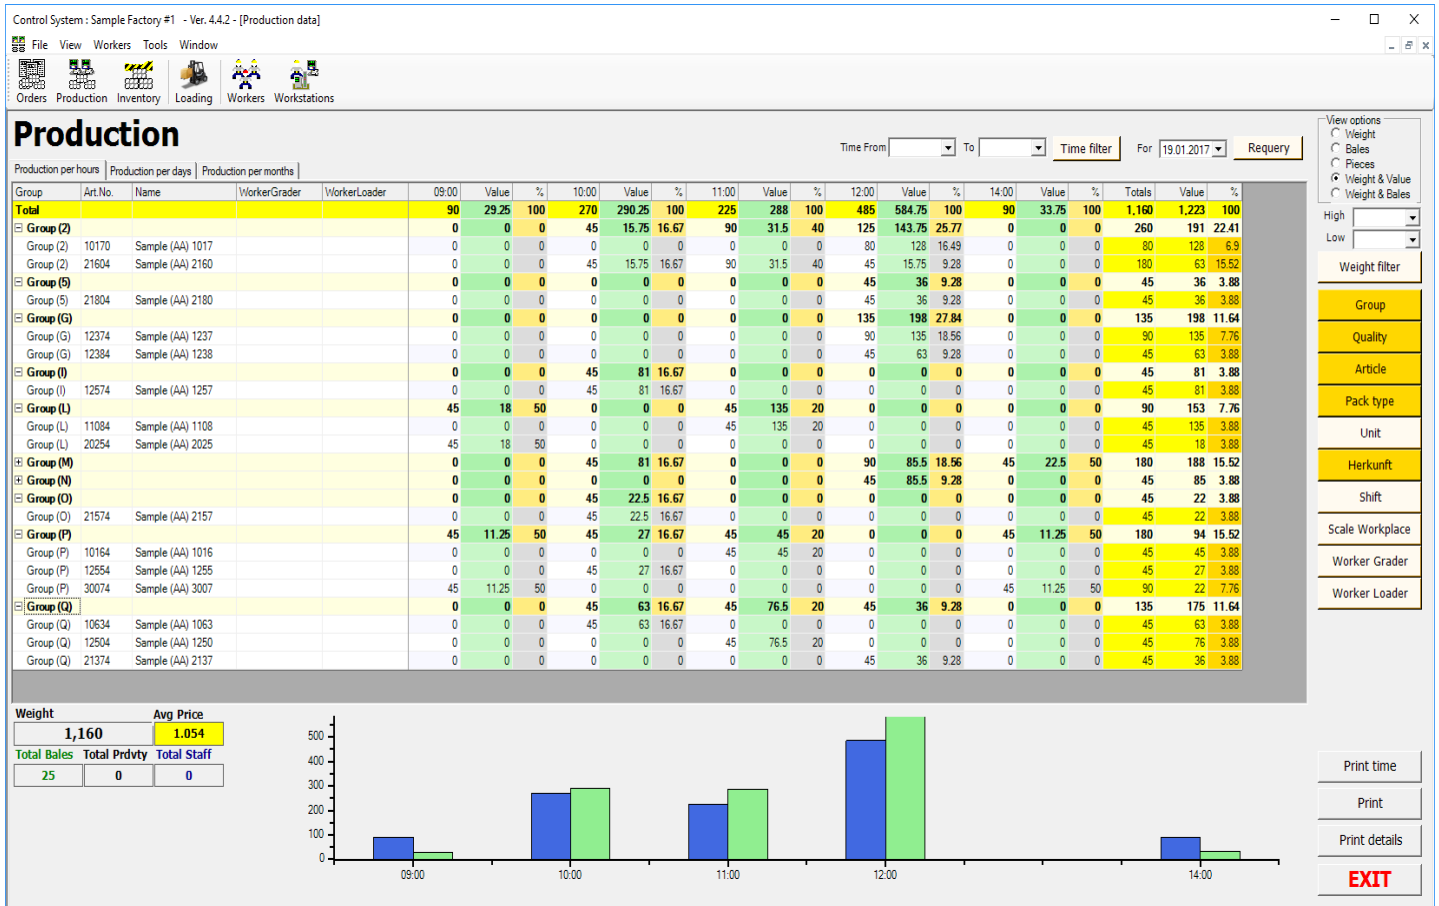 Control System : Sample Factory #1 - Ver. 4.4.2 - [Production data]
File View Workers Tools Window
Orders Production Inventory Loading Workers Workstations
Production
Time From To Time filter For 19.01.2017 Requery
Production per hours Production per days Production per months
Group Art.No. Name WorkerGrader WorkerLoader 09:00 Value % 10:00 Value % 11:00 Value % 12:00 Value % 14:00 Value % Totals Value %
Total 90 29.25 100 270 290.25 100 225 288 100 485 584.75 100 90 33.75 100 1,160 1,223 100
Group (2) 0 0 0 45 15.75 16.67 90 31.5 40 125 143.75 25.77 0 0 0 260 191 22.41
Group (2) 10170 Sample (AA) 1017 0 0 0 0 0 0 0 0 0 80 128 16.49 0 0 0 80 128 6.9
Group (2) 21604 Sample (AA) 2160 0 0 0 45 15.75 16.67 90 31.5 40 45 15.75 9.28 0 0 0 180 63 15.52
Group (5) 0 0 0 0 0 0 0 0 0 45 36 9.28 0 0 0 45 36 3.88
Group (5) 21804 Sample (AA) 2180 0 0 0 0 0 0 0 0 0 45 36 9.28 0 0 0 45 36 3.88
Group (G) 0 0 0 0 0 0 0 0 0 135 198 27.84 0 0 0 135 198 11.64
Group (G) 12374 Sample (AA) 1237 0 0 0 0 0 0 0 0 0 90 135 18.56 0 0 0 90 135 7.76
Group (G) 12384 Sample (AA) 1238 0 0 0 0 0 0 0 0 0 45 63 9.28 0 0 0 45 63 3.88
Group (I) 0 0 0 45 81 16.67 0 0 0 0 0 0 0 0 0 45 81 3.88
Group (I) 12574 Sample (AA) 1257 0 0 0 45 81 16.67 0 0 0 0 0 0 0 0 0 45 81 3.88
Group (L) 45 18 50 0 0 0 45 135 20 0 0 0 0 0 0 90 153 7.76
Group (L) 11084 Sample (AA) 1108 0 0 0 0 0 0 45 135 20 0 0 0 0 0 0 45 135 3.88
Group (L) 20254 Sample (AA) 2025 45 18 50 0 0 0 0 0 0 0 0 0 0 0 0 45 18 3.88
Group (M) 0 0 0 45 81 16.67 0 0 0 90 85.5 18.56 45 22.5 50 180 188 15.52
Group (N) 0 0 0 0 0 0 0 0 0 45 85.5 9.28 0 0 0 45 85 3.88
Group (O) 0 0 0 45 22.5 16.67 0 0 0 0 0 0 0 0 0 45 22 3.88
Group (O) 21574 Sample (AA) 2157 0 0 0 45 22.5 16.67 0 0 0 0 0 0 0 0 0 45 22 3.88
Group (P) 45 11.25 50 45 27 16.67 45 45 20 0 0 0 45 11.25 50 180 94 15.52
Group (P) 10164 Sample (AA) 1016 0 0 0 0 0 0 45 45 20 0 0 0 0 0 0 45 45 3.88
Group (P) 12554 Sample (AA) 1255 0 0 0 45 27 16.67 0 0 0 0 0 0 0 0 0 45 27 3.88
Group (P) 30074 Sample (AA) 3007 45 11.25 50 0 0 0 0 0 0 0 0 0 45 11.25 50 90 22 7.76
Group (Q) 0 0 0 45 63 16.67 45 76.5 20 45 36 9.28 0 0 0 135 175 11.64
Group (Q) 10634 Sample (AA) 1063 0 0 0 45 63 16.67 0 0 0 0 0 0 0 0 0 45 63 3.88
Group (Q) 12504 Sample (AA) 1250 0 0 0 0 0 0 45 76.5 20 0 0 0 0 0 0 45 76 3.88
Group (Q) 21374 Sample (AA) 2137 0 0 0 0 0 0 0 0 0 45 36 9.28 0 0 0 45 36 3.88
View options
Weight
Bales
Pieces
Weight & Value
Weight & Bales
High
Low
Weight filter
Group
Quality
Article
Pack type
Unit
Herkunft
Shift
Scale Workplace
Worker Grader
Worker Loader
Weight Avg Price
1,160 1.054
Total Bales Total Prdvty Total Staff
25 0 0
500
400
300
200
100
0
09:00 10:00 11:00 12:00 14:00
Print time
Print
Print details
EXIT